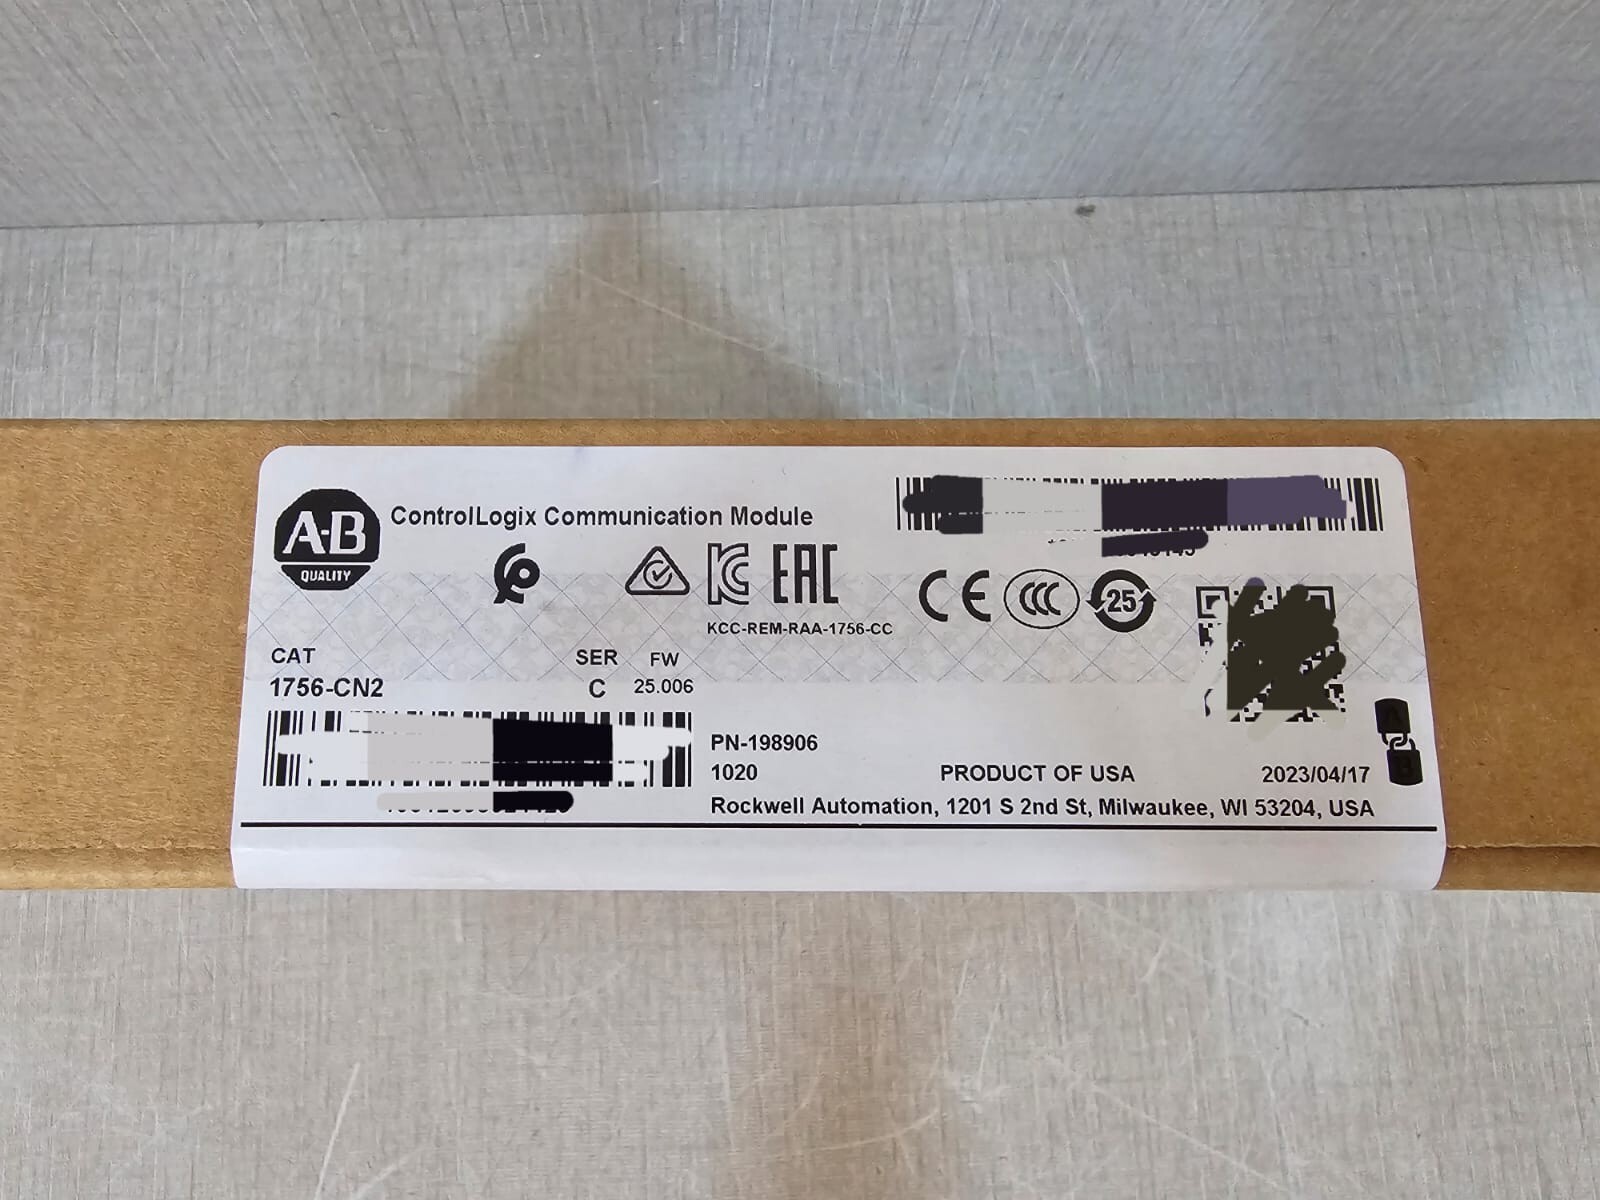 A-B
QUALITY
ControlLogix Communication Module
KCC-REM-RAA-1756-CC
EAC
CE
CCC
25
CAT
1756-CN2
SER
C
FW
25.006
PN-198906
1020
PRODUCT OF USA
2023/04/17
A
B
Rockwell Automation, 1201 S 2nd St, Milwaukee, WI 53204, USA